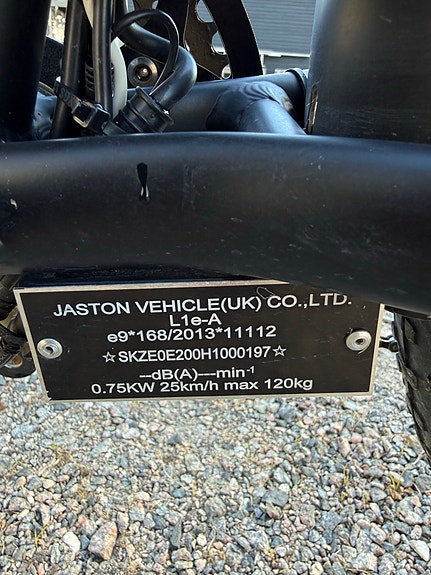 JASTON VEHICLE(UK) CO.,LTD.
L1e-A
e9*168/2013*11112
☆SKZE0E200H1000197☆
--dB(A)---min-¹
0.75KW 25km/h max 120kg